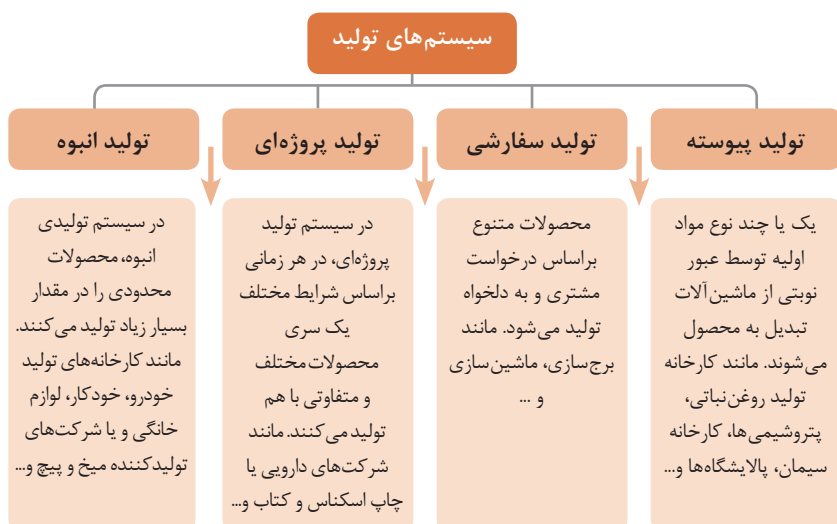 سیستم‌های تولید
تولید پیوسته
یک یا چند نوع مواد
اولیه توسط عبور
نوبتی از ماشین‌آلات
تبدیل به محصول
می‌شوند. مانند کارخانه
تولید روغن‌نباتی،
پتروشیمی‌ها، کارخانه
سیمان، پالایشگاه‌ها و...
تولید سفارشی
محصولات متنوع
براساس درخواست
مشتری و به دلخواه
تولید می‌شود. مانند
برج‌سازی، ماشین‌سازی
و ...
تولید پروژه‌ای
در سیستم تولید
پروژه‌ای، در هر زمانی
براساس شرایط مختلف
یک سری
محصولات مختلف
و متفاوتی با هم
تولید می‌کنند. مانند
شرکت‌های دارویی یا
چاپ اسکناس و کتاب و...
تولید انبوه
در سیستم تولیدی
انبوه، محصولات
محدودی را در مقدار
بسیار زیاد تولید می‌کنند.
مانند کارخانه‌های تولید
خودرو، خودکار، لوازم
خانگی و یا شرکت‌های
تولیدکننده میخ و پیچ و...